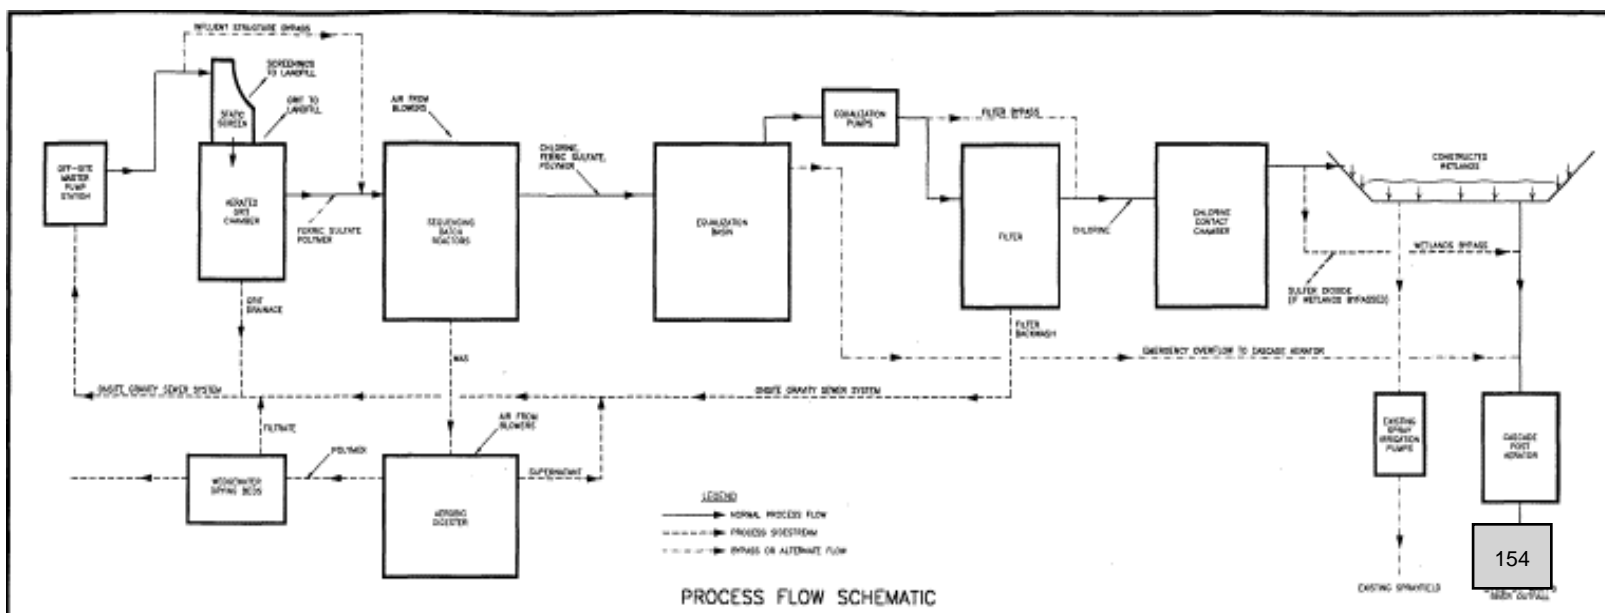 INFLUENT STRUCTURE BYPASS
SCREENINGS
TO LANDFILL
GRIT TO
LANDFILL
STATIC
SCREEN
OFF-SITE
MASTER
PUMP
STATION
AERATED
GRIT
CHAMBER
FERRIC SULFATE
POLYMER
AIR FROM
BLOWERS
SEQUENCING
BATCH
REACTORS
CHLORINE,
FERRIC SULFATE,
POLYMER
EQUALIZATION
BASIN
EQUALIZATION
PUMPS
FILTER BYPASS
FILTER
CHLORINE
CHLORINE
CONTACT
CHAMBER
CONSTRUCTED
WETLANDS
WETLANDS BYPASS
SULFER DIOXIDE
(IF WETLANDS BYPASSED)
GRIT
DRAINAGE
WAS
FILTER
BACKWASH
EMERGENCY OVERFLOW TO CASCADE AERATOR
ONSITE GRAVITY SEWER SYSTEM
ONSITE GRAVITY SEWER SYSTEM
FILTRATE
POLYMER
AIR FROM
BLOWERS
SUPERNATANT
WEDGEWATER
DRYING BEDS
AEROBIC
DIGESTER
EXISTING
SPRAY
IRRIGATION
PUMPS
CASCADE
POST
AERATOR
LEGEND
NORMAL PROCESS FLOW
PROCESS SIDESTREAM
BYPASS OR ALTERNATE FLOW
154
EXISTING SPRAYFIELD
OUTFALL
PROCESS FLOW SCHEMATIC